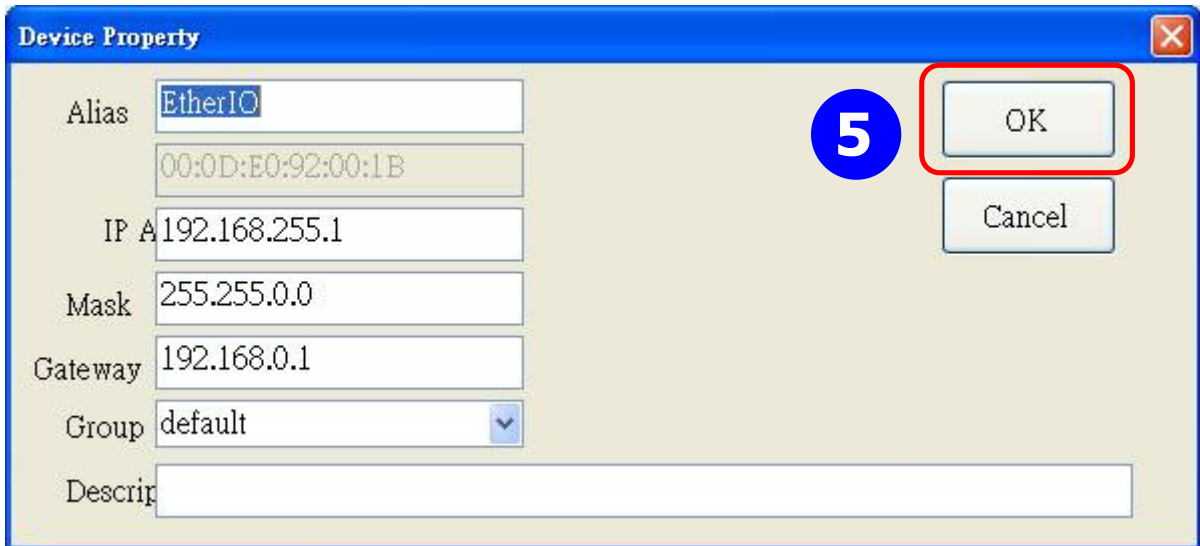 Device Property
Alias EtherIO
00:0D:E0:92:00:1B
IP A 192.168.255.1
Mask 255.255.0.0
Gateway 192.168.0.1
Group default
Descrip
5
OK
Cancel